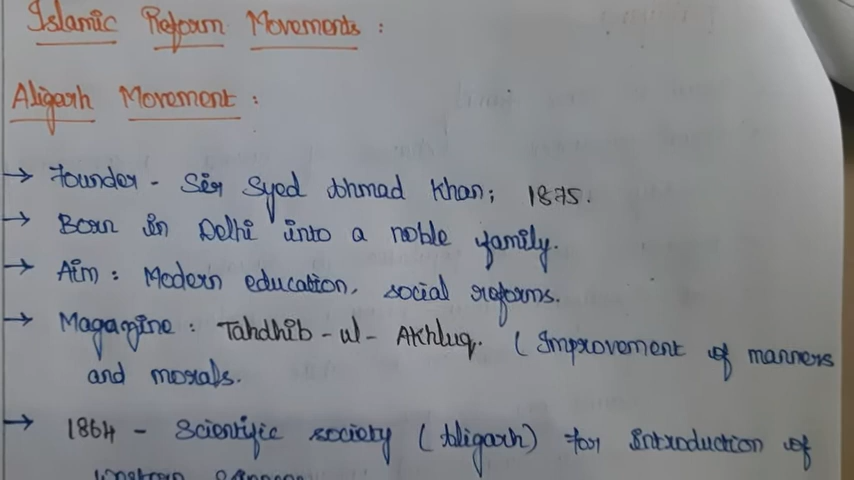 Islamic Reform Movements :
Aligarh Movement :
→ Founder - Sir Syed Ahmad Khan; 1875.
→ Born in Delhi into a noble family.
→ Aim : Modern education, social reforms.
→ Magazine : Tahdhib-ul-Akhluq. (Improvement of manners
and morals.
→ 1864 - Scientific society (Aligarh) for introduction of
western